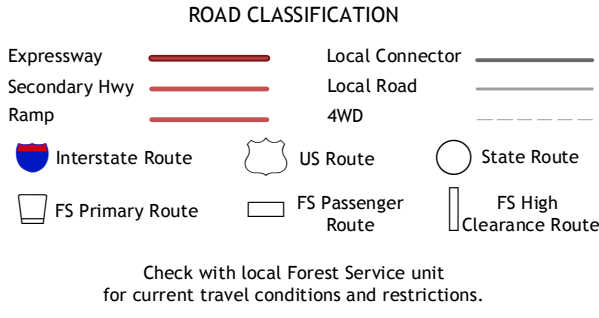 ROAD CLASSIFICATION
Expressway
Local Connector
Secondary Hwy
Local Road
Ramp
4WD
Interstate Route
US Route
State Route
FS Primary Route
FS Passenger
Route
FS High
Clearance Route
Check with local Forest Service unit
for current travel conditions and restrictions.